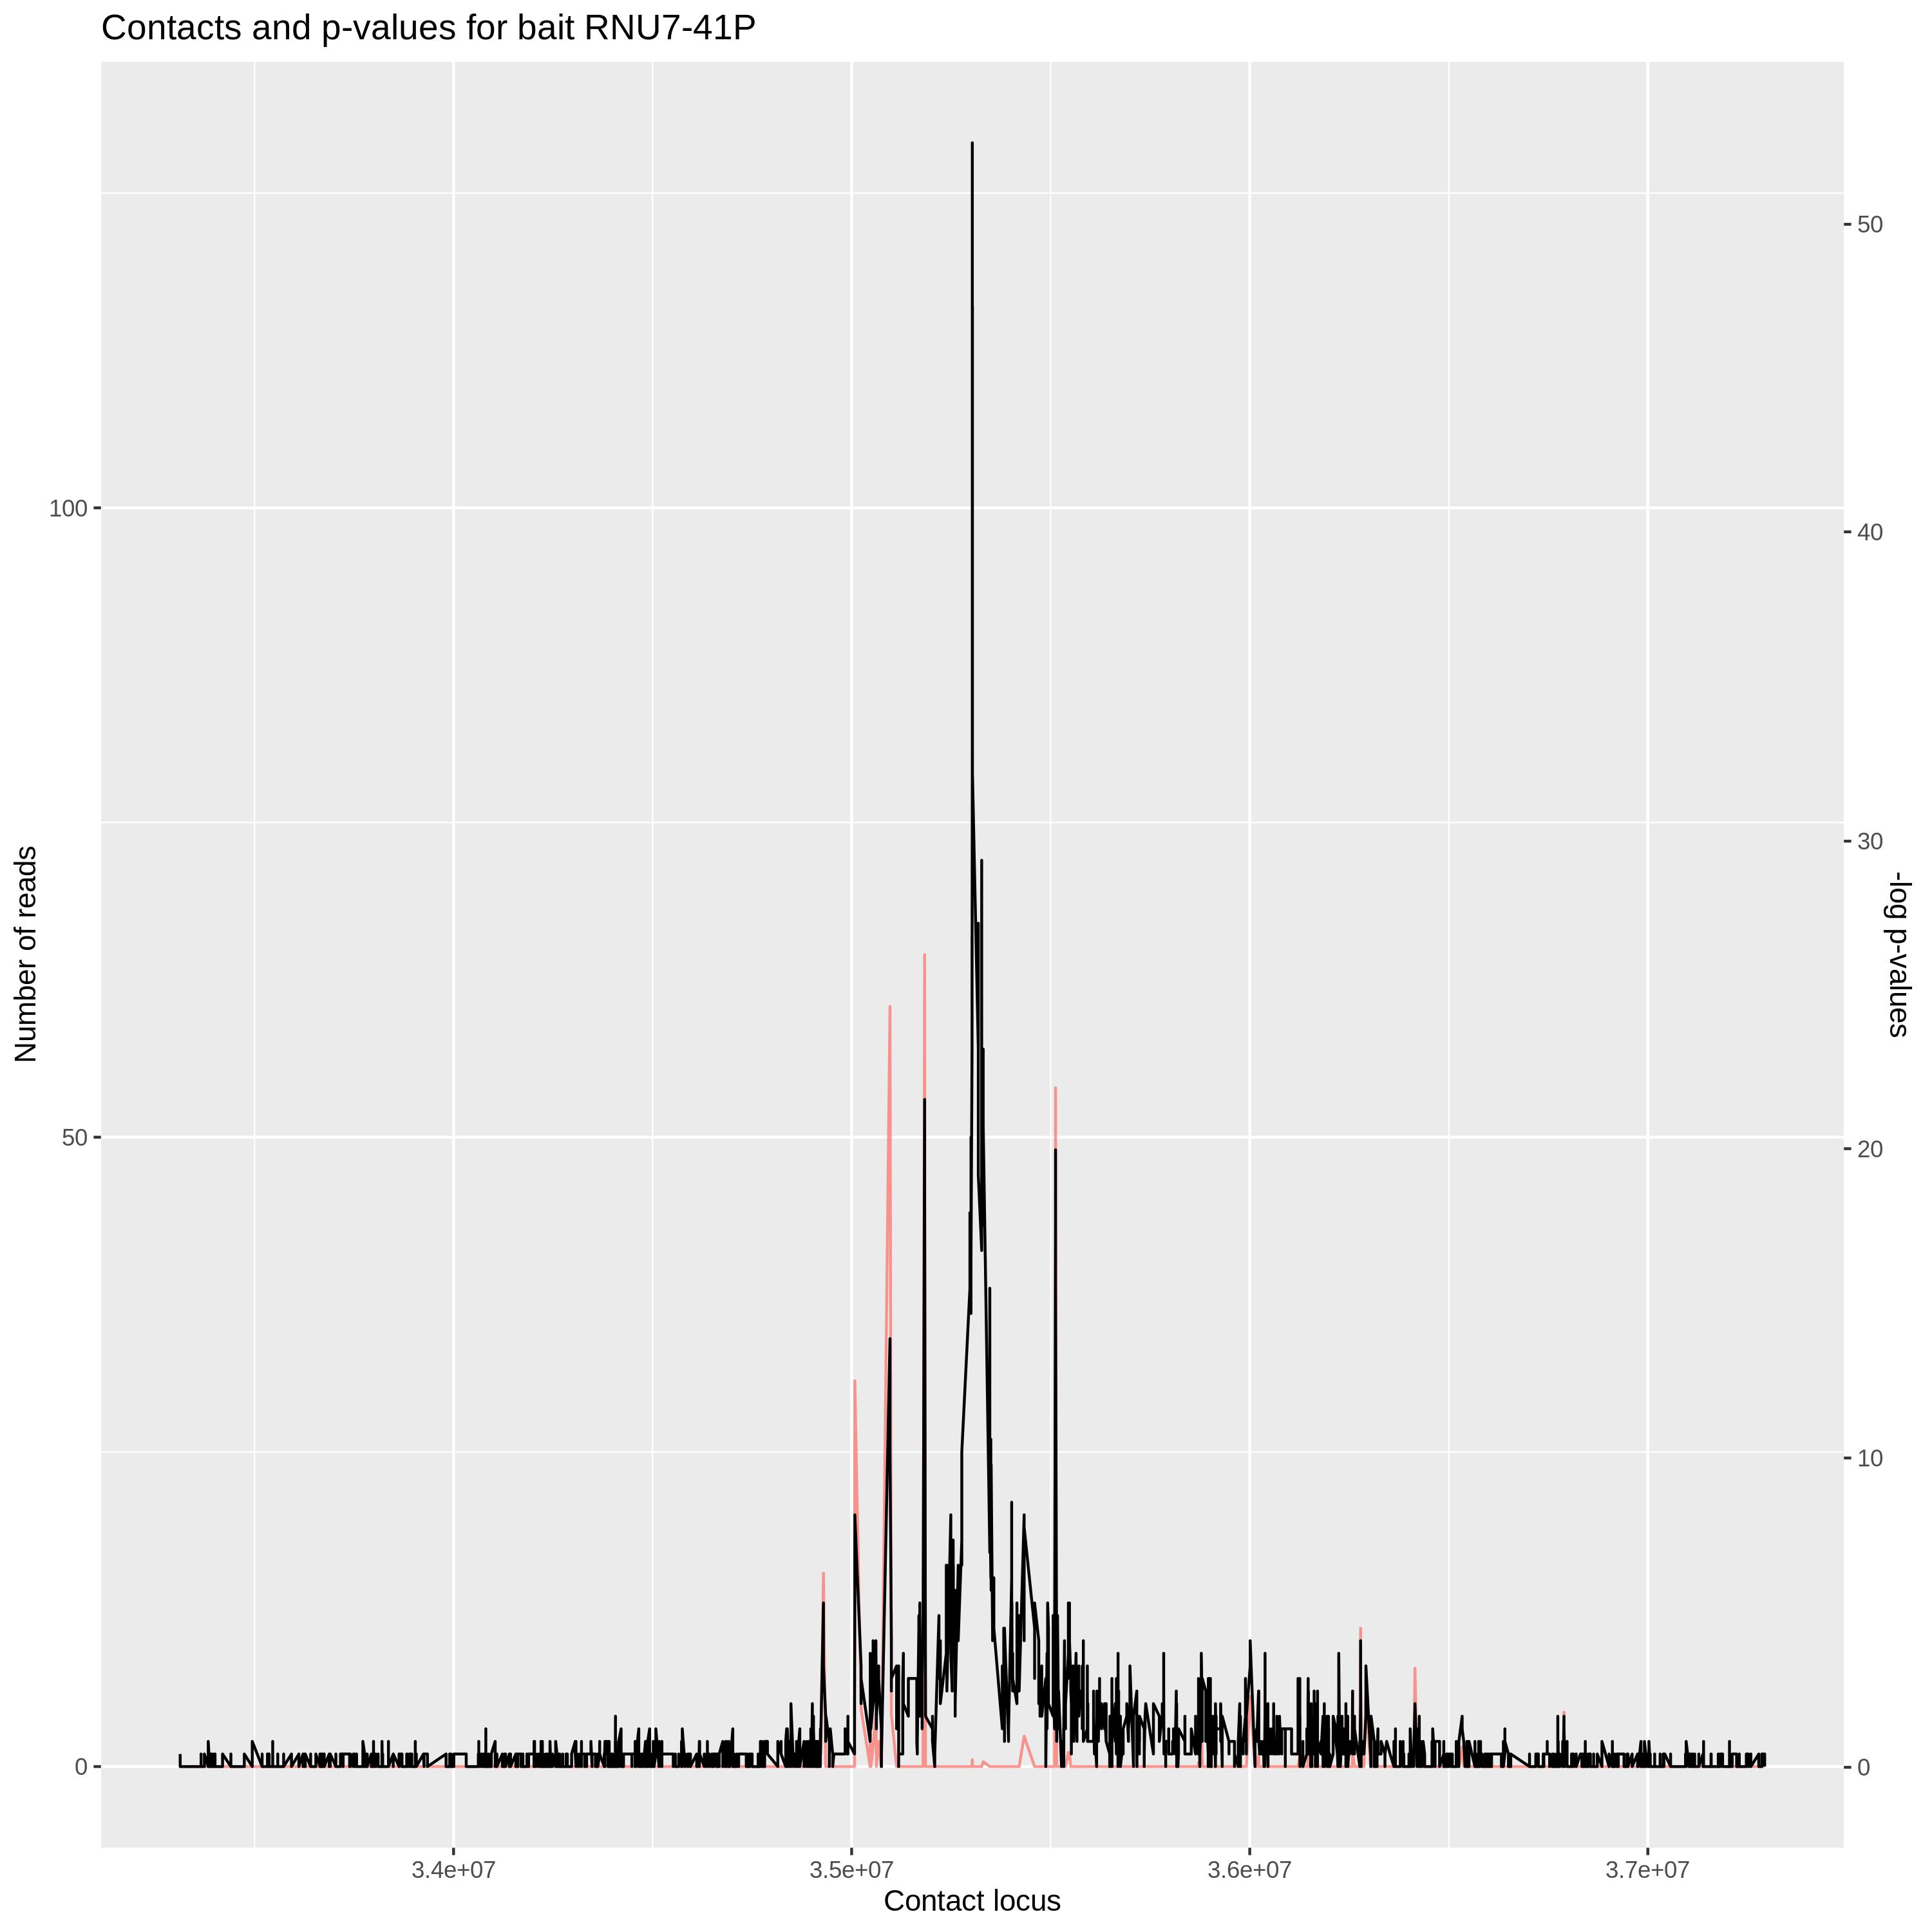 Contacts and p-values for bait RNU7-41P
Number of reads
100
50
0
50
40
30
20
10
0
-log p-values
3.4e+07
3.5e+07
3.6e+07
3.7e+07
Contact locus